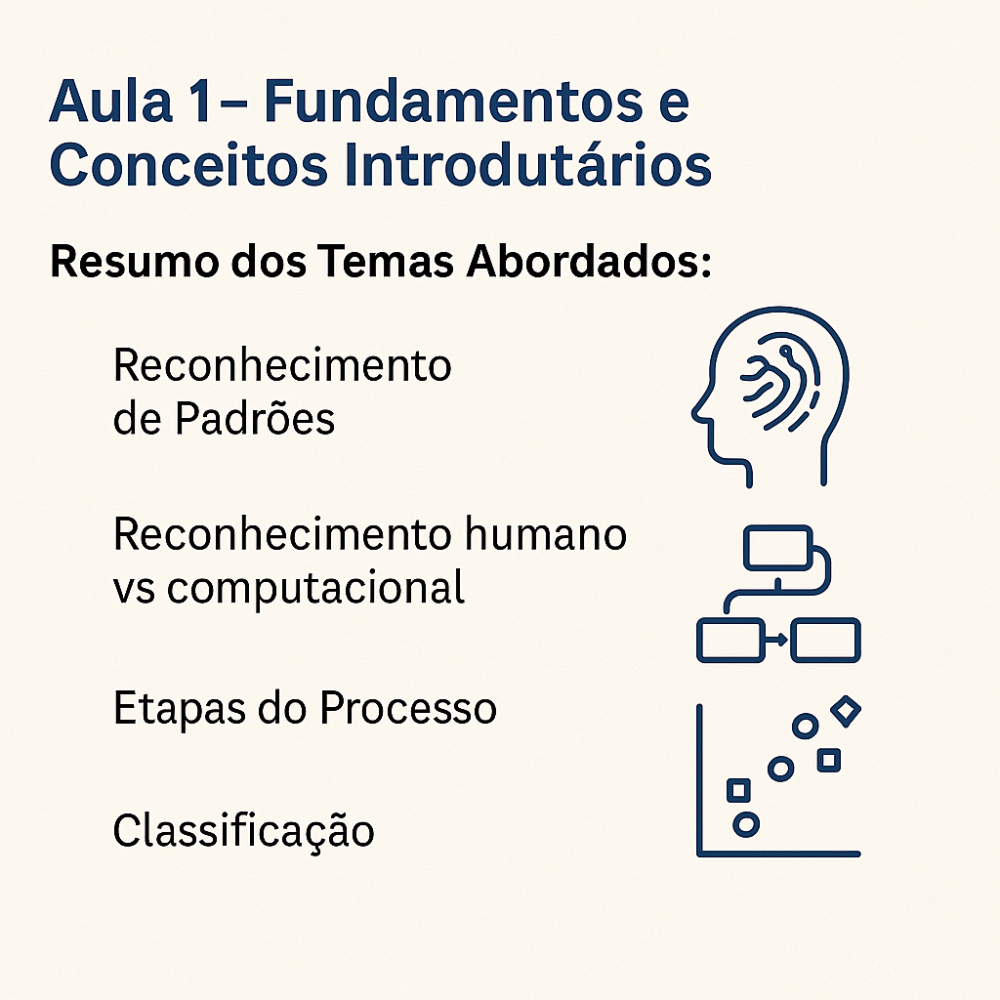 Aula 1– Fundamentos e
Conceitos Introdutários
Resumo dos Temas Abordados:
Reconhecimento
de Padrões
Reconhecimento humano
vs computacional
Etapas do Processo
Classificação